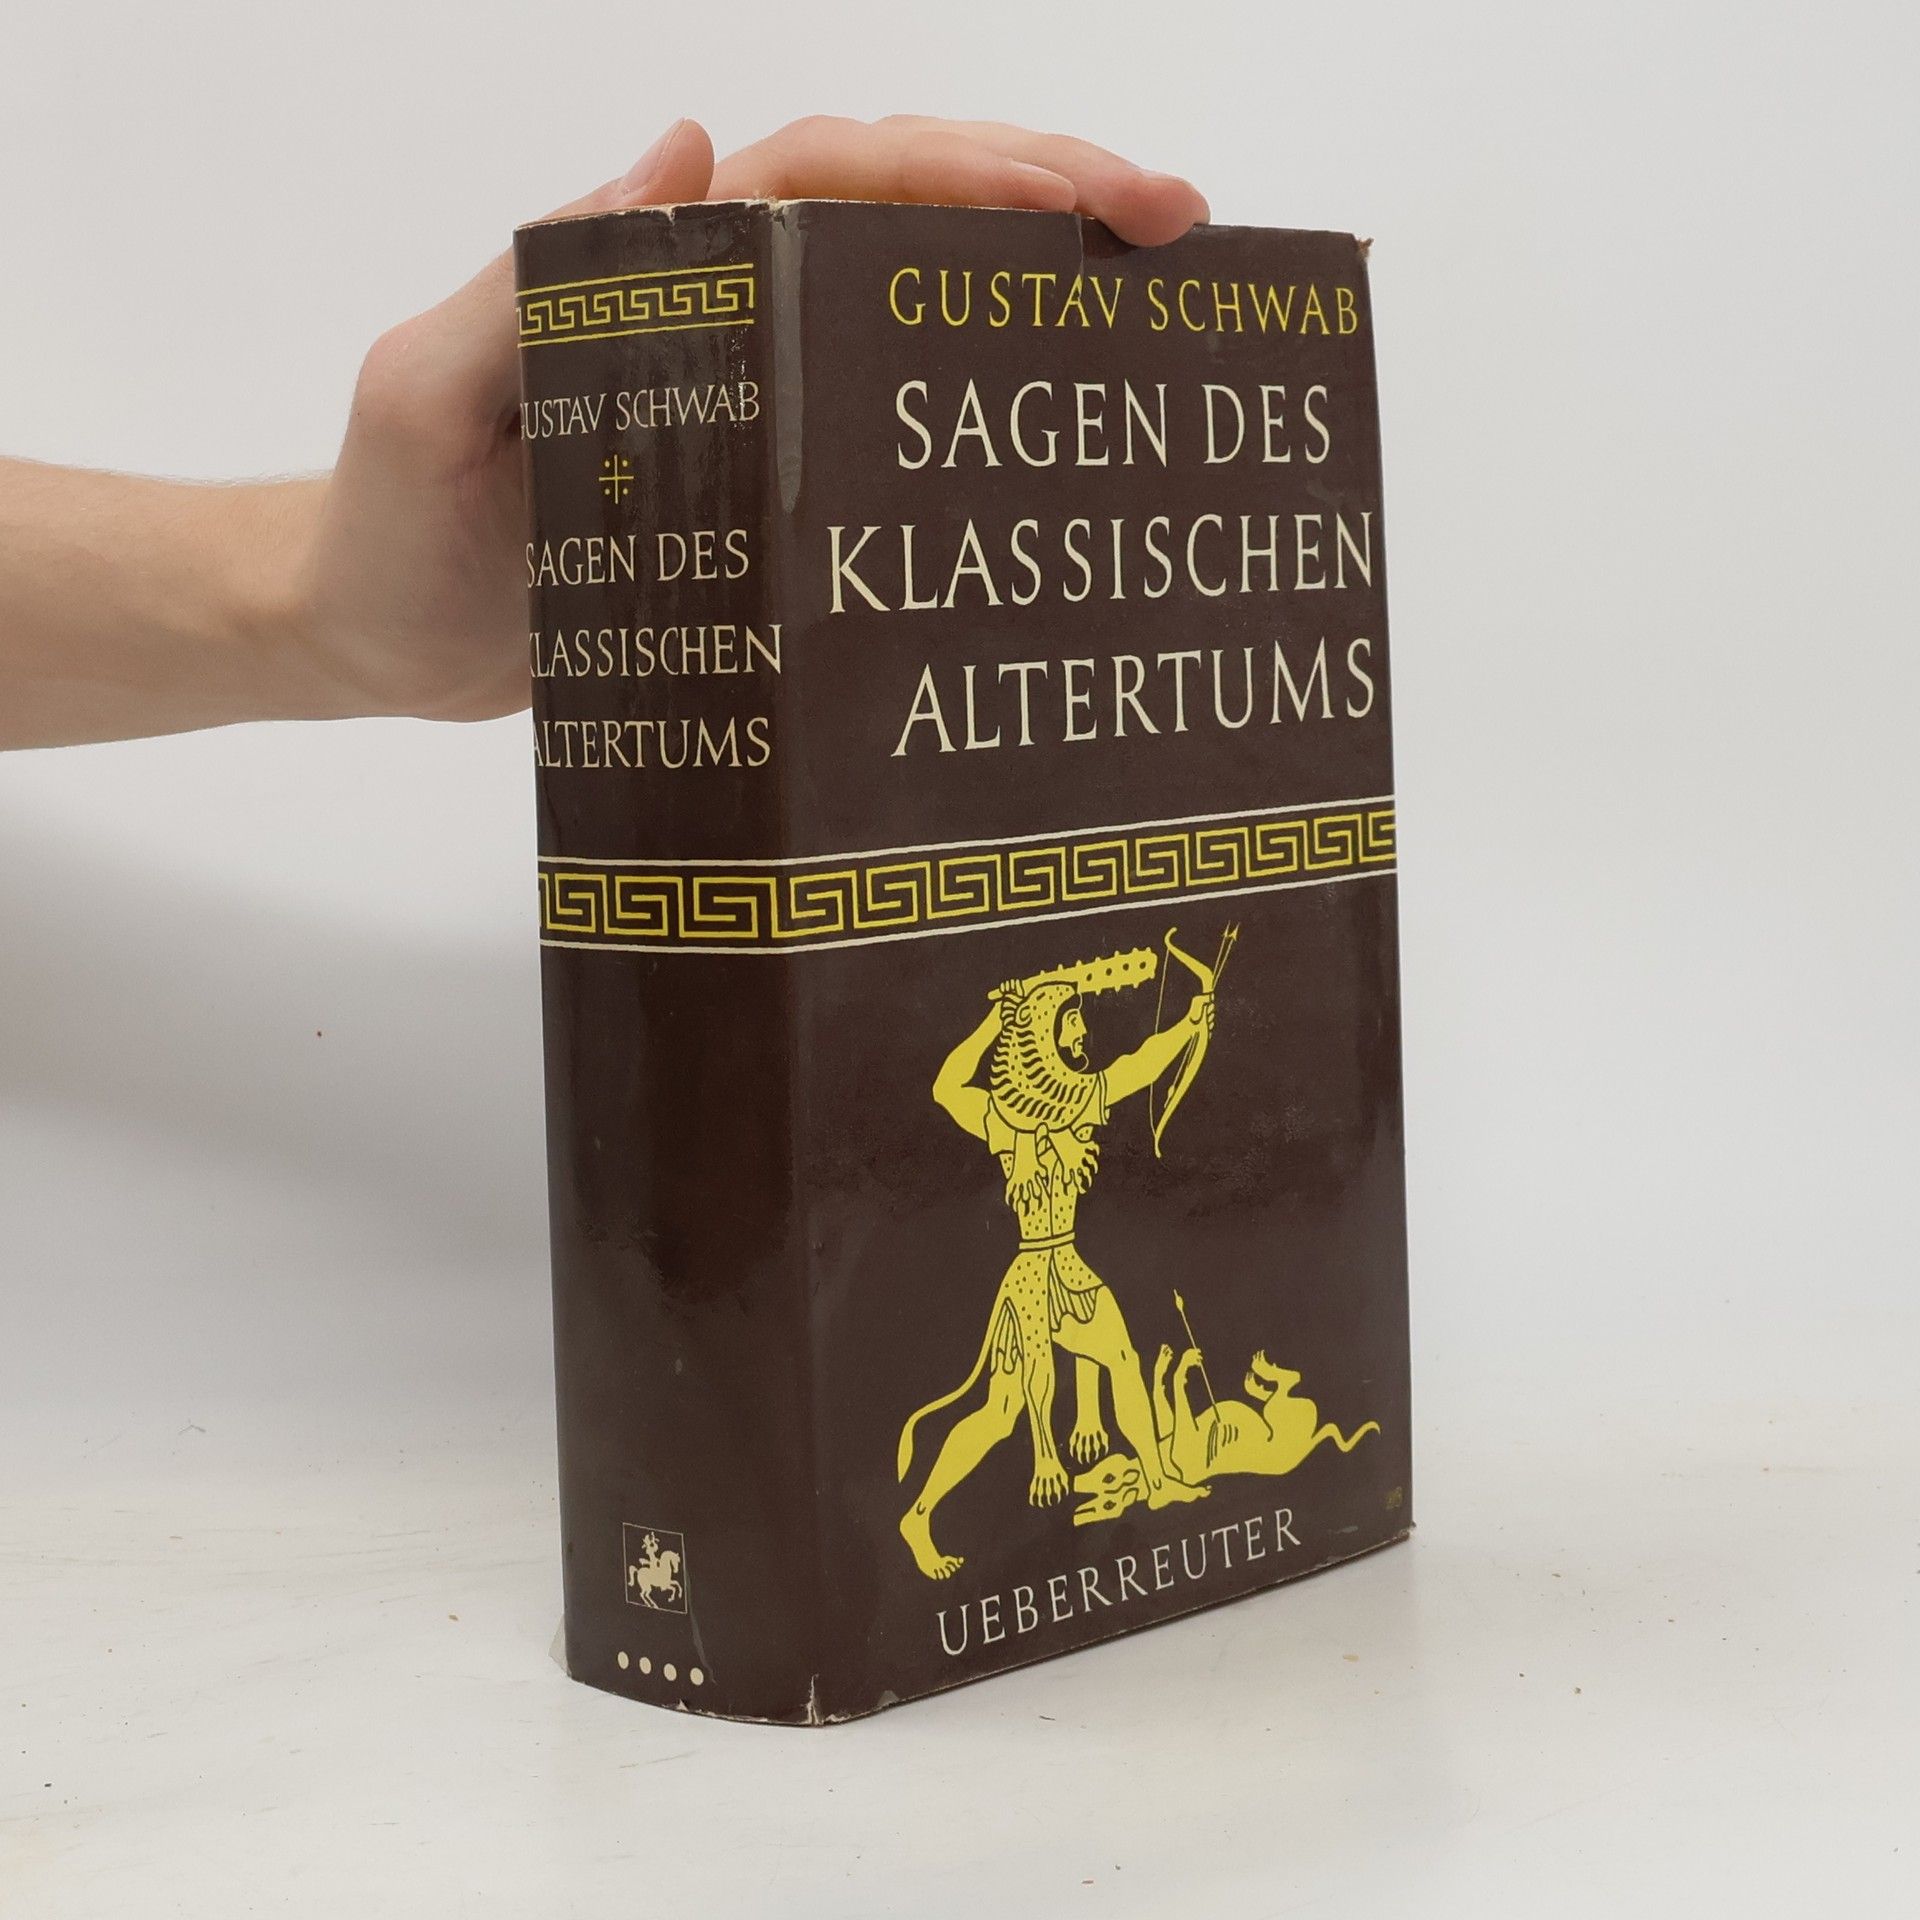 GUSTAV SCHWAB
SAGEN DES
KLASSISCHEN
ALTERTUMS
GUSTAV SCHWAB
SAGEN DES
KLASSISCHEN
ALTERTUMS
UEBERREUTER